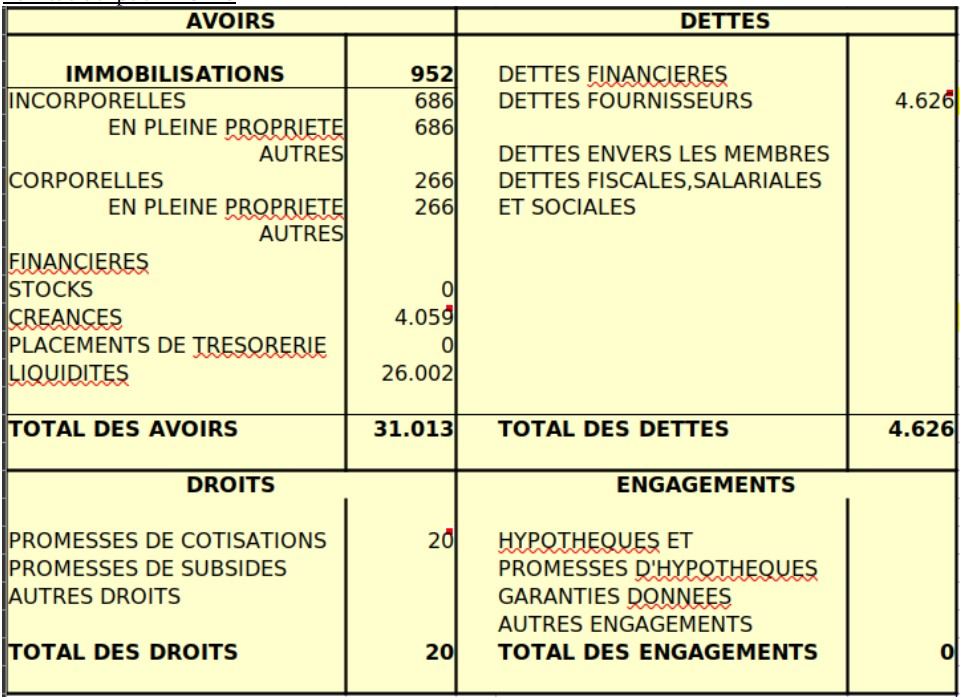 AVOIRS DETTES
IMMOBILISATIONS 952 DETTES FINANCIERES
INCORPORELLES 686 DETTES FOURNISSEURS 4.626
EN PLEINE PROPRIETE 686
AUTRES DETTES ENVERS LES MEMBRES
CORPORELLES 266 DETTES FISCALES,SALARIALES
EN PLEINE PROPRIETE 266 ET SOCIALES
AUTRES
FINANCIERES
STOCKS 0
CREANCES 4.059
PLACEMENTS DE TRESORERIE 0
LIQUIDITES 26.002
TOTAL DES AVOIRS 31.013 TOTAL DES DETTES 4.626
DROITS ENGAGEMENTS
PROMESSES DE COTISATIONS 20 HYPOTHEQUES ET
PROMESSES DE SUBSIDES PROMESSES D'HYPOTHEQUES
AUTRES DROITS GARANTIES DONNEES
AUTRES ENGAGEMENTS
TOTAL DES DROITS 20 TOTAL DES ENGAGEMENTS 0